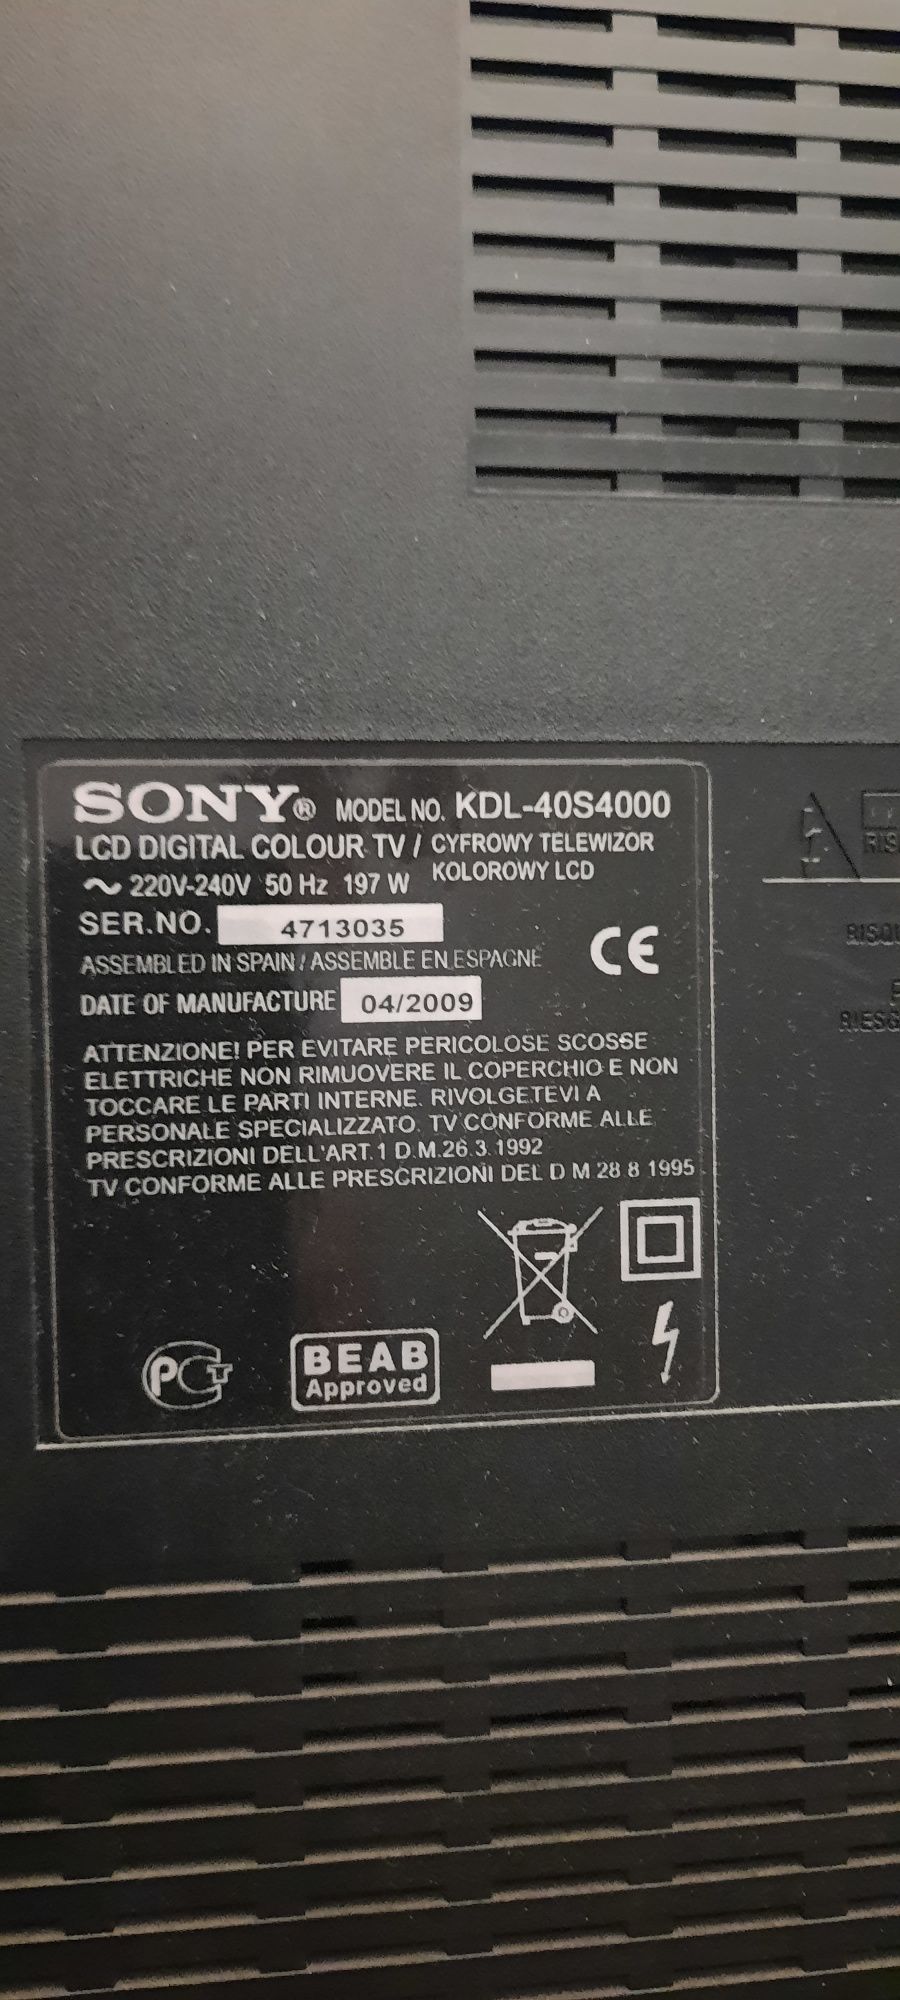 SONY® MODEL NO. KDL-40S4000
LCD DIGITAL COLOUR TV / CYFROWY TELEWIZOR
KOLOROWY LCD
~ 220V-240V 50 Hz 197 W
SER.NO. 4713035
ASSEMBLED IN SPAIN / ASSEMBLE EN ESPAGNE
CE
DATE OF MANUFACTURE 04/2009
ATTENZIONE! PER EVITARE PERICOLOSE SCOSSE
ELETTRICHE NON RIMUOVERE IL COPERCHIO E NON
TOCCARE LE PARTI INTERNE. RIVOLGETEVI A
PERSONALE SPECIALIZZATO. TV CONFORME ALLE
PRESCRIZIONI DELL'ART.1 D.M.26.3.1992
TV CONFORME ALLE PRESCRIZIONI DEL D M 28 8 1995
PCT
BEAB
Approved